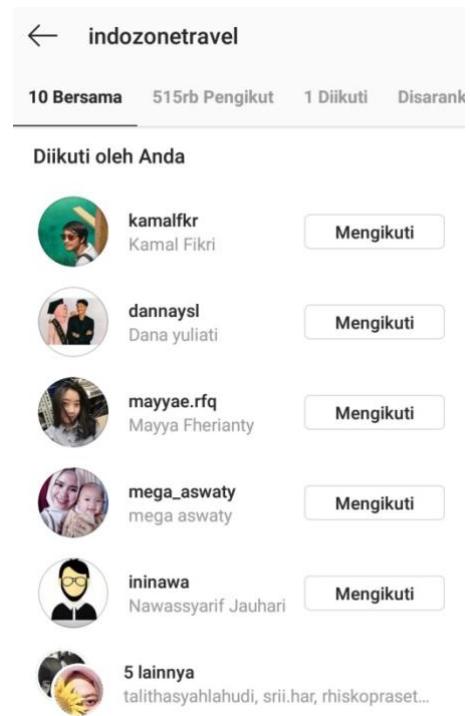 indozonetravel
10 Bersama 515rb Pengikut 1 Diikuti Disarank
Diikuti oleh Anda
kamalfkr
Kamal Fikri
Mengikuti
dannaysl
Dana yuliati
Mengikuti
mayyae.rfq
Mayya Fherianty
Mengikuti
mega_aswaty
mega aswaty
Mengikuti
ininawa
Nawassyarif Jauhari
Mengikuti
5 lainnya
talithasyahlahudi, srii.har, rhiskopraset...